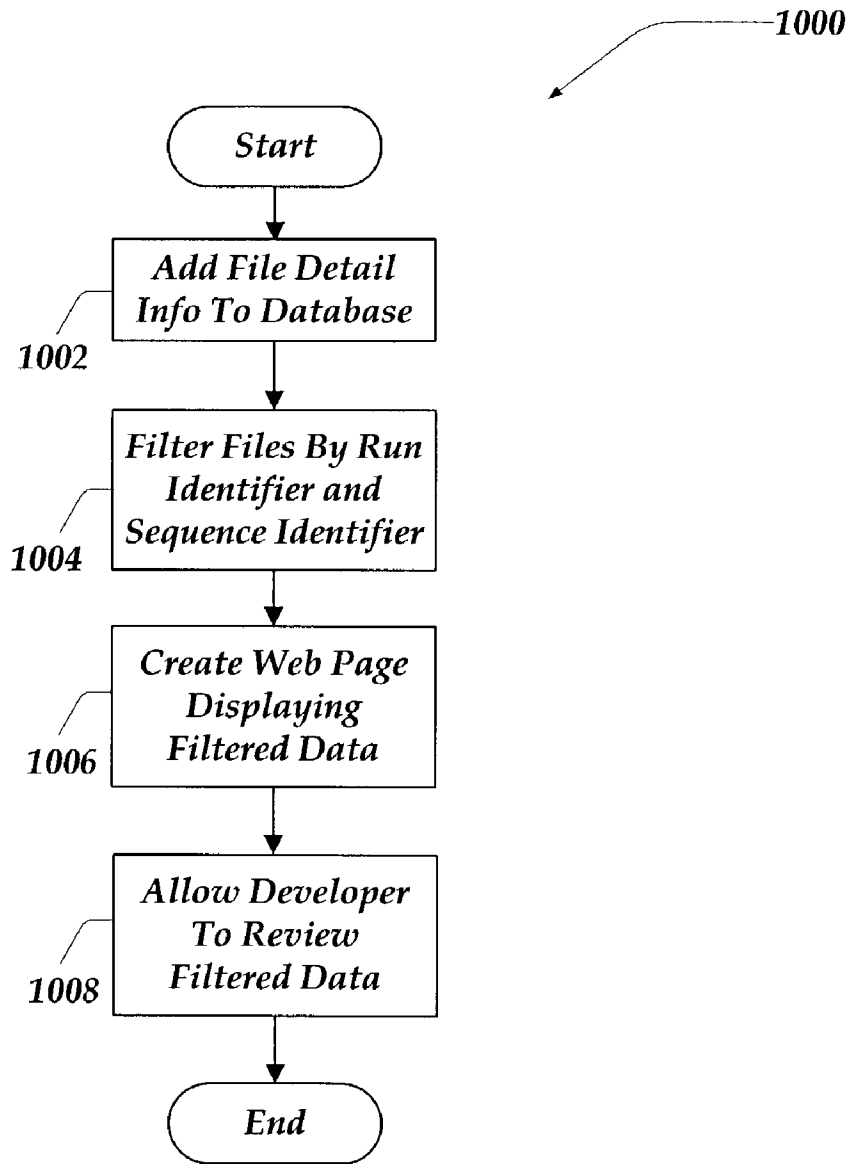 1000
Start
Add File Detail
Info To Database
1002
Filter Files By Run
Identifier and
Sequence Identifier
1004
Create Web Page
Displaying
Filtered Data
1006
Allow Developer
To Review
Filtered Data
1008
End